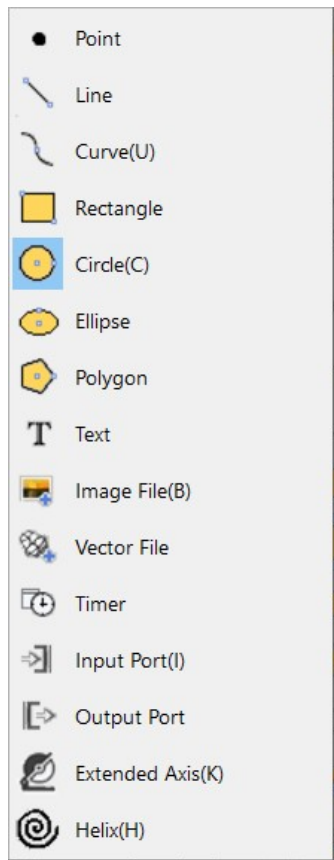 Point
Line
Curve(U)
Rectangle
Circle(C)
Ellipse
Polygon
T Text
Image File(B)
Vector File
Timer
Input Port(I)
Output Port
Extended Axis(K)
Helix(H)